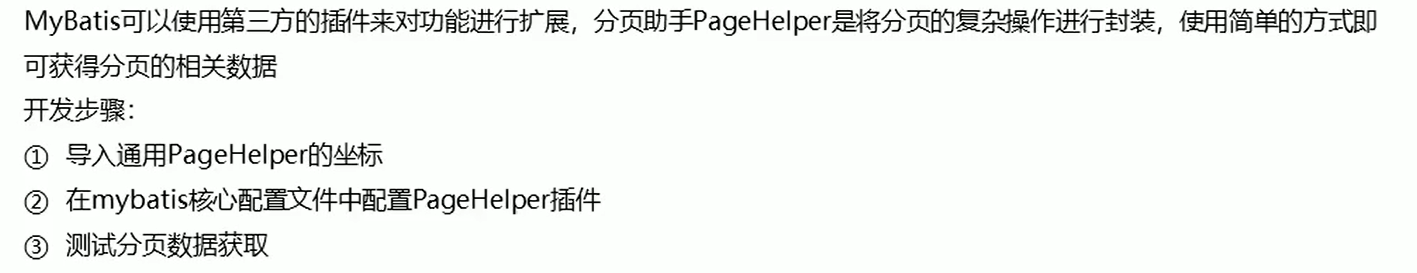 MyBatis可以使用第三方的插件来对功能进行扩展，分页助手PageHelper是将分页的复杂操作进行封装，使用简单的方式即
可获得分页的相关数据
开发步骤：
① 导入通用PageHelper的坐标
② 在mybatis核心配置文件中配置PageHelper插件
③ 测试分页数据获取